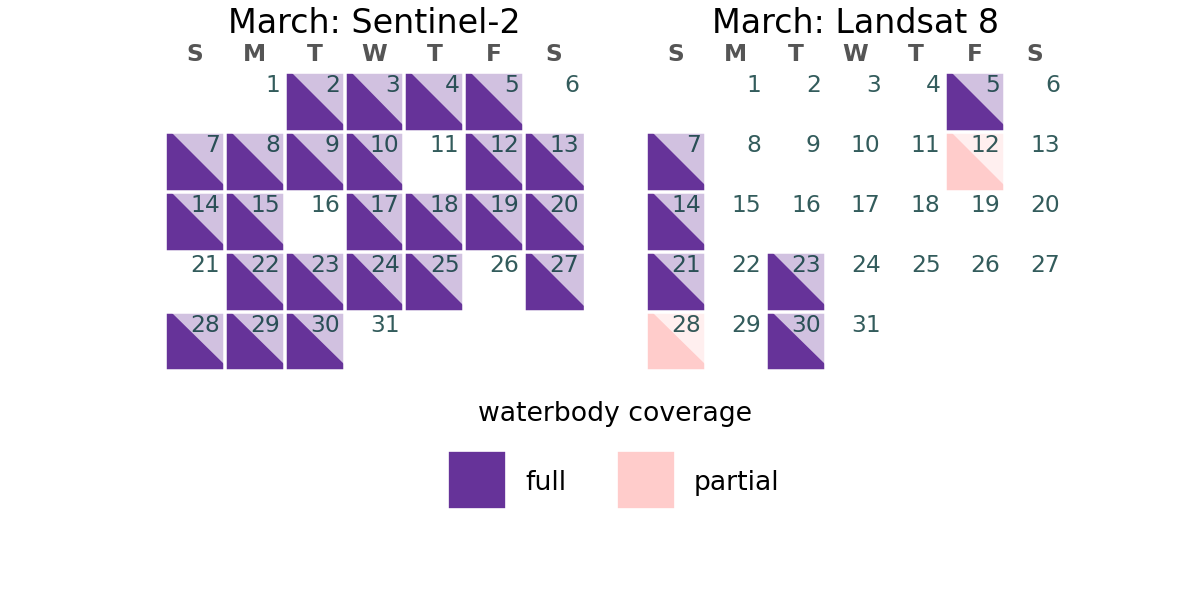 March: Sentinel-2
S M T W T F S
1 2 3 4 5 6
7 8 9 10 11 12 13
14 15 16 17 18 19 20
21 22 23 24 25 26 27
28 29 30 31
March: Landsat 8
S M T W T F S
1 2 3 4 5 6
7 8 9 10 11 12 13
14 15 16 17 18 19 20
21 22 23 24 25 26 27
28 29 30 31
waterbody coverage
full
partial